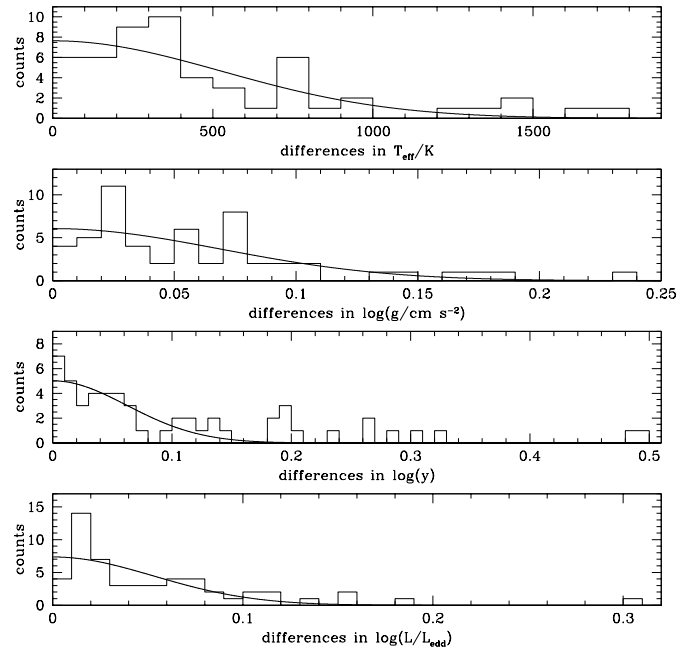 10
8
6
4
2
0
counts
0 500 1000 1500
differences in T_eff/K
10
5
0
counts
0 0.05 0.1 0.15 0.2 0.25
differences in log(g/cm s⁻²)
8
6
4
2
0
counts
0 0.1 0.2 0.3 0.4 0.5
differences in log(y)
15
10
5
0
counts
0 0.1 0.2 0.3
differences in log(L/L_edd)